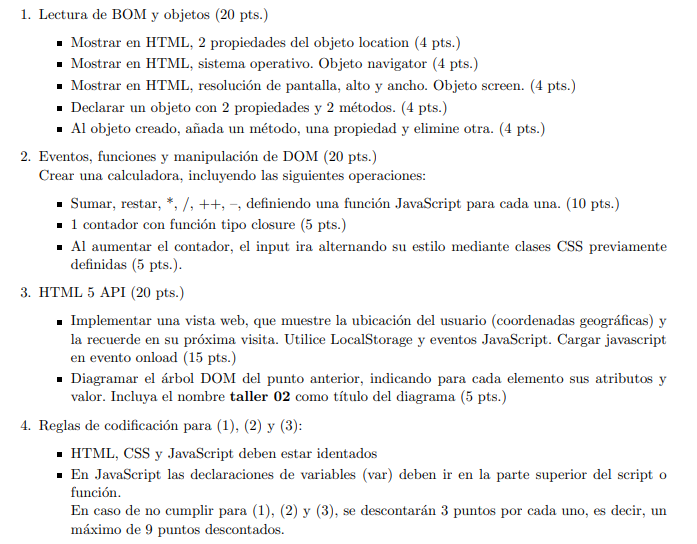 1. Lectura de BOM y objetos (20 pts.)
▪ Mostrar en HTML, 2 propiedades del objeto location (4 pts.)
▪ Mostrar en HTML, sistema operativo. Objeto navigator (4 pts.)
▪ Mostrar en HTML, resolución de pantalla, alto y ancho. Objeto screen. (4 pts.)
▪ Declarar un objeto con 2 propiedades y 2 métodos. (4 pts.)
▪ Al objeto creado, añada un método, una propiedad y elimine otra. (4 pts.)
2. Eventos, funciones y manipulación de DOM (20 pts.)
Crear una calculadora, incluyendo las siguientes operaciones:
▪ Sumar, restar, *, /, ++, –, definiendo una función JavaScript para cada una. (10 pts.)
▪ 1 contador con función tipo closure (5 pts.)
▪ Al aumentar el contador, el input ira alternando su estilo mediante clases CSS previamente
definidas (5 pts.).
3. HTML 5 API (20 pts.)
▪ Implementar una vista web, que muestre la ubicación del usuario (coordenadas geográficas) y
la recuerde en su próxima visita. Utilice LocalStorage y eventos JavaScript. Cargar javascript
en evento onload (15 pts.)
▪ Diagramar el árbol DOM del punto anterior, indicando para cada elemento sus atributos y
valor. Incluya el nombre taller 02 como título del diagrama (5 pts.)
4. Reglas de codificación para (1), (2) y (3):
▪ HTML, CSS y JavaScript deben estar identados
▪ En JavaScript las declaraciones de variables (var) deben ir en la parte superior del script o
función.
En caso de no cumplir para (1), (2) y (3), se descontarán 3 puntos por cada uno, es decir, un
máximo de 9 puntos descontados.